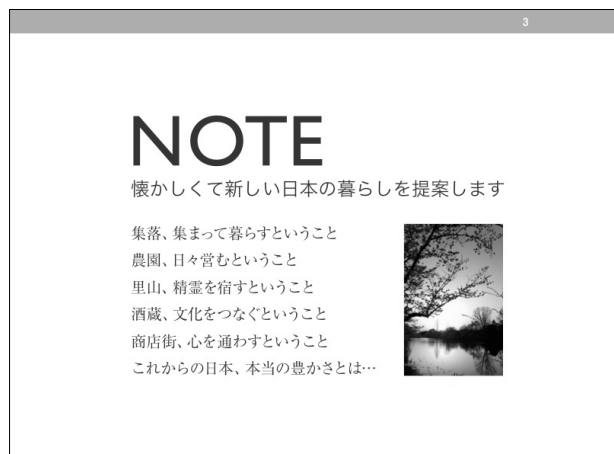 3
NOTE
懐かしくて新しい日本の暮らしを提案します
集落、集まって暮らすということ
農園、日々営むということ
里山、精霊を宿すということ
酒蔵、文化をつなぐということ
商店街、心を通わすということ
これからの日本、本当の豊かさとは…